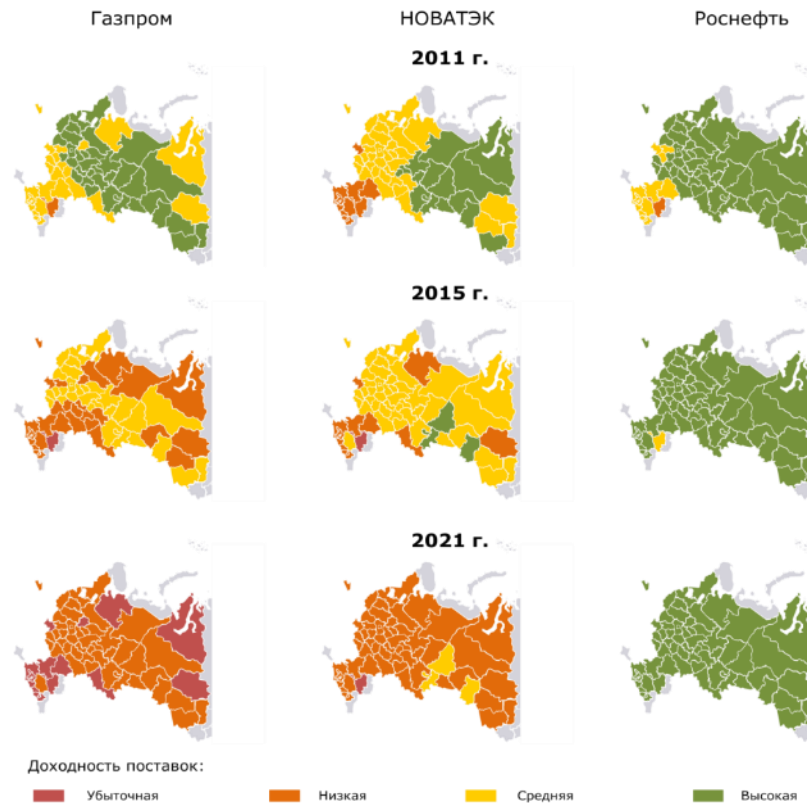 Газпром НОВАТЭК Роснефть
2011 г.
2015 г.
2021 г.
Доходность поставок:
Убыточная Низкая Средняя Высокая